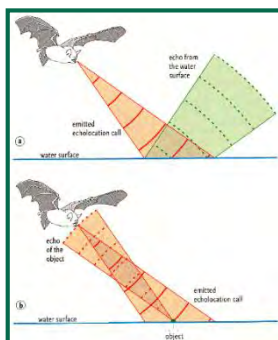 echo from
the water
surface
emitted
echolocation call
water surface
a
echo
of the
object
emitted
echolocation call
b
water surface
object